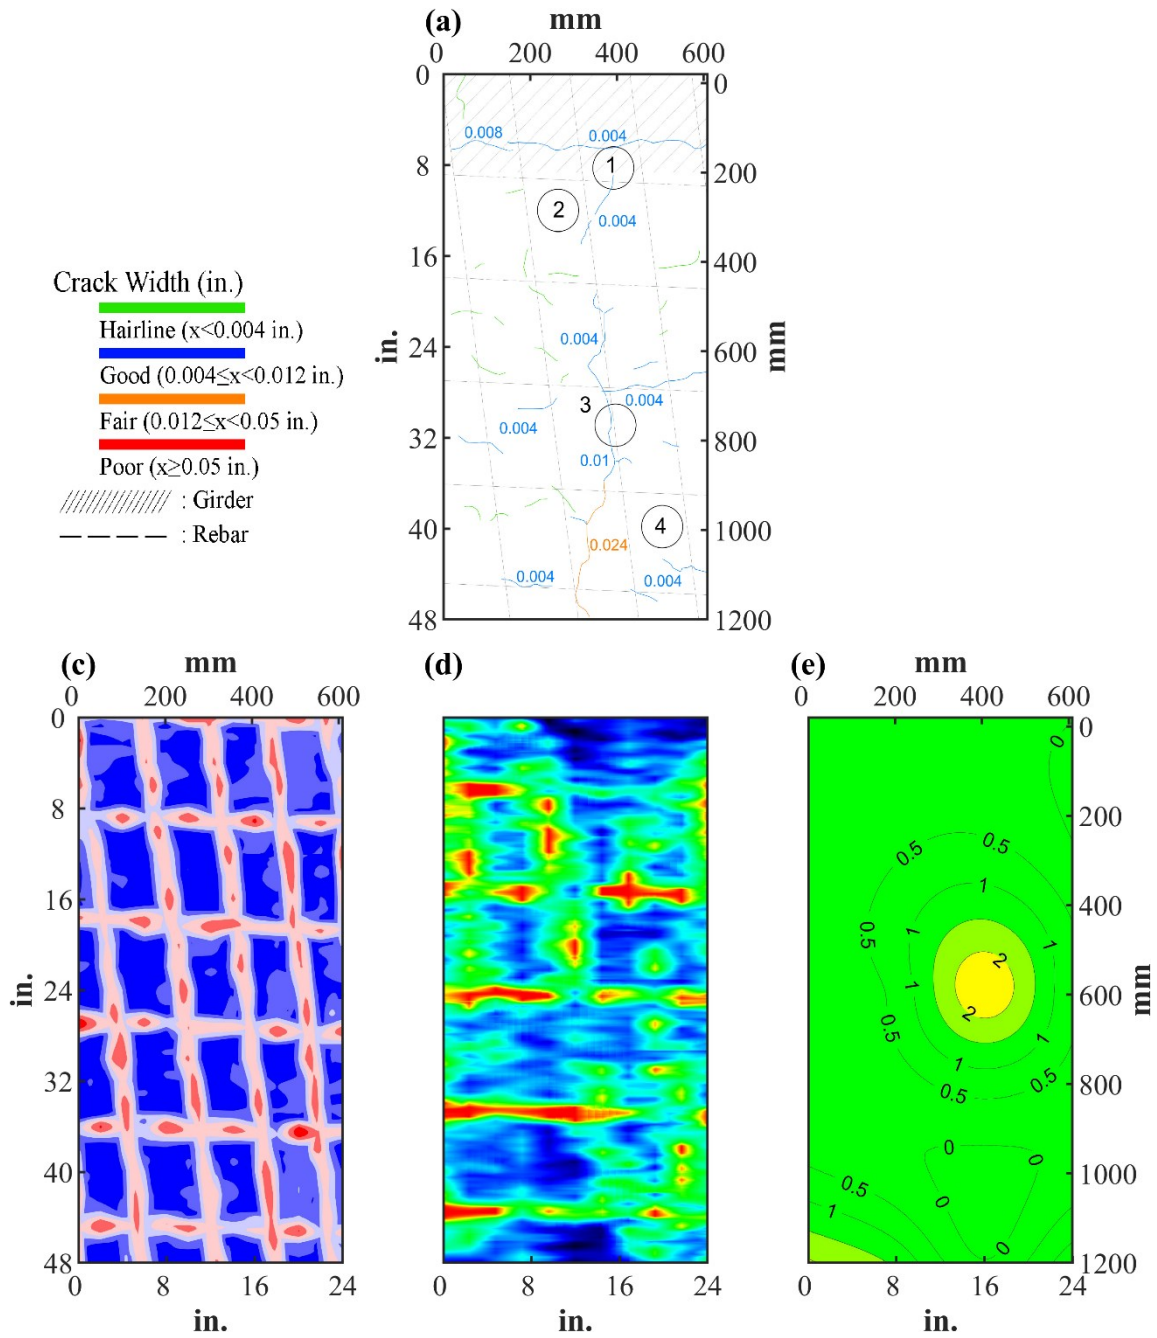 (a)
mm
0 200 400 600
0
8
16
24
32
40
48
in.
0
200
400
600
800
1000
1200
mm
0.008
0.004
1
2
0.004
0.004
3
0.004
0.004
0.01
4
0.024
0.004
0.004
Crack Width (in.)
Hairline (x<0.004 in.)
Good (0.004≤x<0.012 in.)
Fair (0.012≤x<0.05 in.)
Poor (x≥0.05 in.)
: Girder
: Rebar
(c)
mm
0 200 400 600
0
8
16
24
32
40
48
in.
0 8 16 24
in.
(d)
0 8 16 24
in.
(e)
mm
0 200 400 600
0
200
400
600
800
1000
1200
mm
0
0.5
0.5
1
1
1
0.5
2
2
0.5
1
1
0.5
0.5
0
0
0.5
1
0
0
0 8 16 24
in.